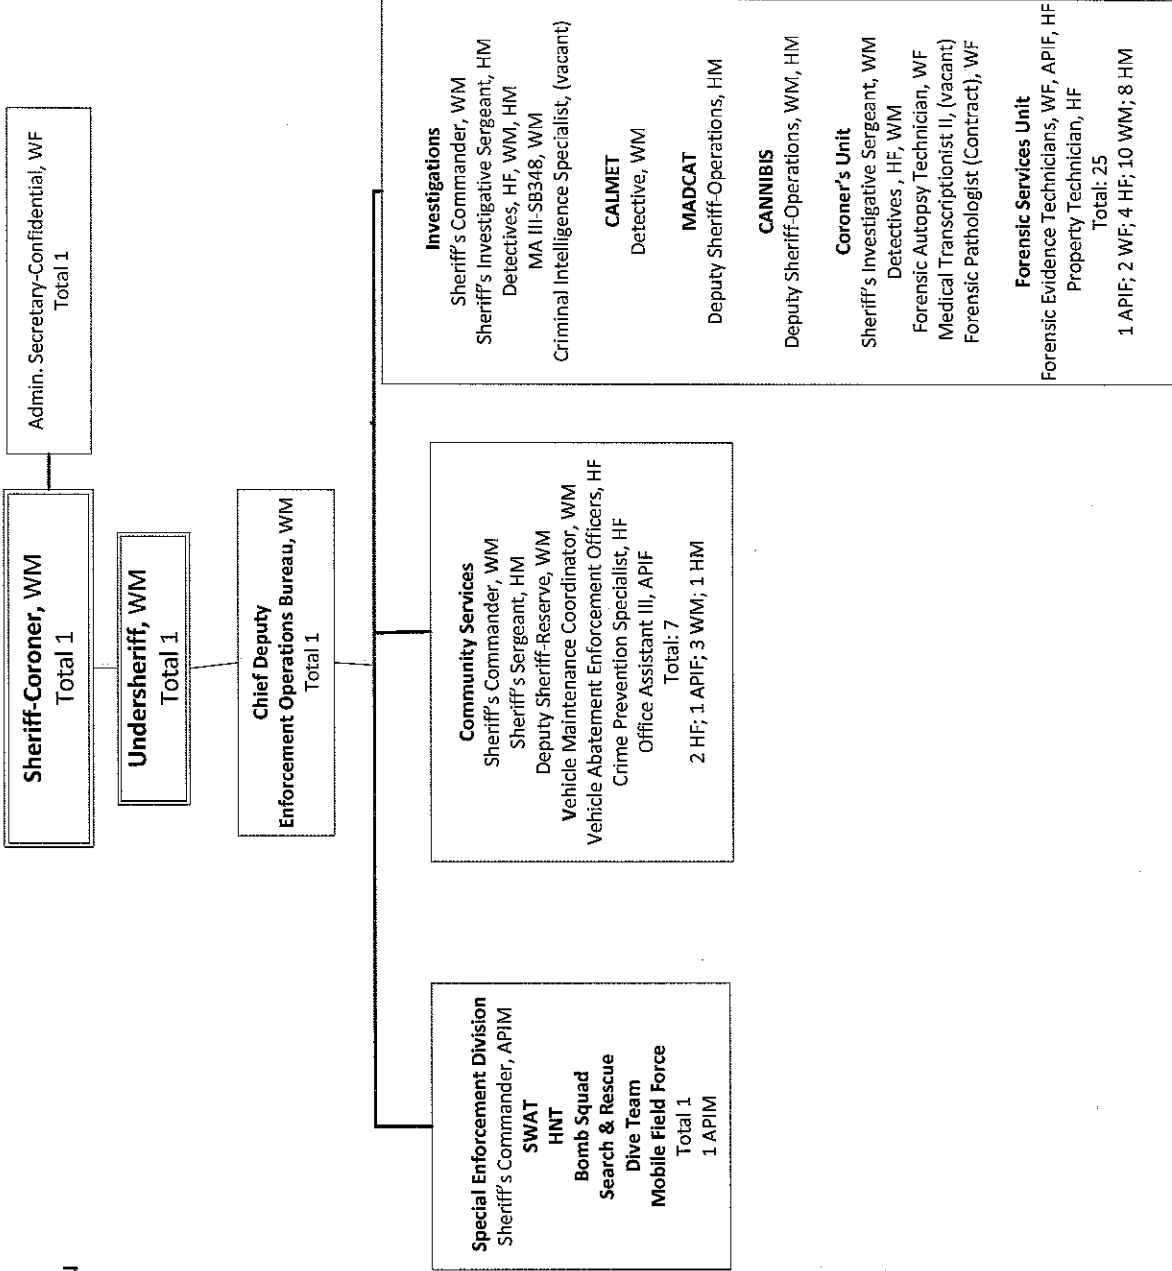 Sheriff-Coroner, WM
Total 1
Admin. Secretary-Confidential, WF
Total 1
Undersheriff, WM
Total 1
Chief Deputy
Enforcement Operations Bureau, WM
Total 1
Special Enforcement Division
Sheriff's Commander, APIM
SWAT
HNT
Bomb Squad
Search & Rescue
Dive Team
Mobile Field Force
Total 1
1 APIM
Community Services
Sheriff's Commander, WM
Sheriff's Sergeant, HM
Deputy Sheriff-Reserve, WM
Vehicle Maintenance Coordinator, WM
Vehicle Abatement Enforcement Officers, HF
Crime Prevention Specialist, HF
Office Assistant III, APIF
Total: 7
2 HF; 1 APIF; 3 WM; 1 HM
Investigations
Sheriff's Commander, WM
Sheriff's Investigative Sergeant, HM
Detectives, HF, WM, HM
MA III-SB348, WM
Criminal Intelligence Specialist, (vacant)
CALMET
Detective, WM
MADCAT
Deputy Sheriff-Operations, HM
CANNIBIS
Deputy Sheriff-Operations, WM, HM
Coroner's Unit
Sheriff's Investigative Sergeant, WM
Detectives , HF, WM
Forensic Autopsy Technician, WF
Medical Transcriptionist II, (vacant)
Forensic Pathologist (Contract), WF
Forensic Services Unit
Forensic Evidence Technicians, WF, APIF, HF
Property Technician, HF
Total: 25
1 APIF; 2 WF; 4 HF; 10 WM; 8 HM